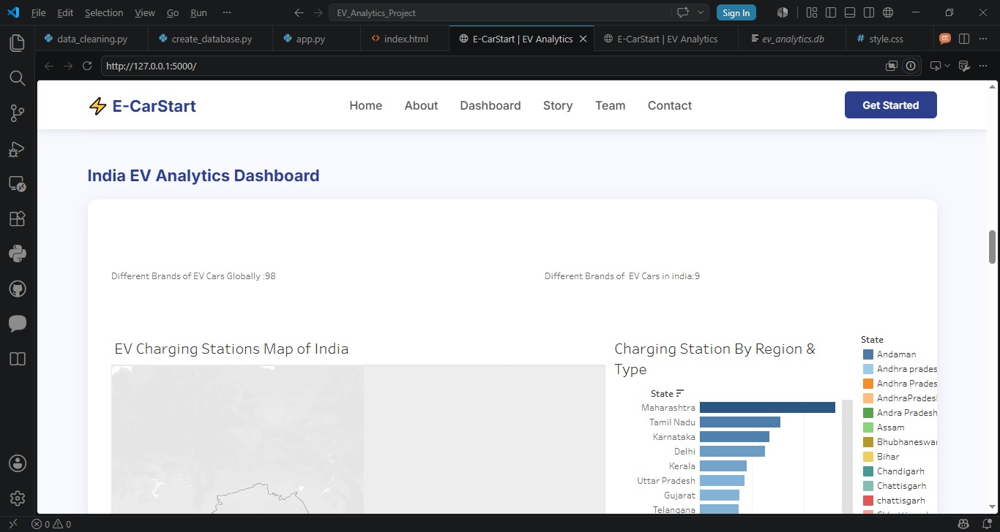 File Edit Selection View Go Run ··· EV_Analytics_Project Sign In
data_cleaning.py create_database.py app.py index.html E-CarStart | EV Analytics E-CarStart | EV Analytics ev_analytics.db style.css
http://127.0.0.1:5000/
E-CarStart Home About Dashboard Story Team Contact Get Started
India EV Analytics Dashboard
Different Brands of EV Cars Globally :98 Different Brands of EV Cars in india:9
EV Charging Stations Map of India
Charging Station By Region &
Type
State
Maharashtra
Tamil Nadu
Karnataka
Delhi
Kerala
Uttar Pradesh
Gujarat
Telangana
State
Andaman
Andhra prades
Andhra Prades
AndhraPrades
Andra Pradesh
Assam
Bhubhaneswa
Bihar
Chandigarh
Chattisgarh
chattisgarh
0 0